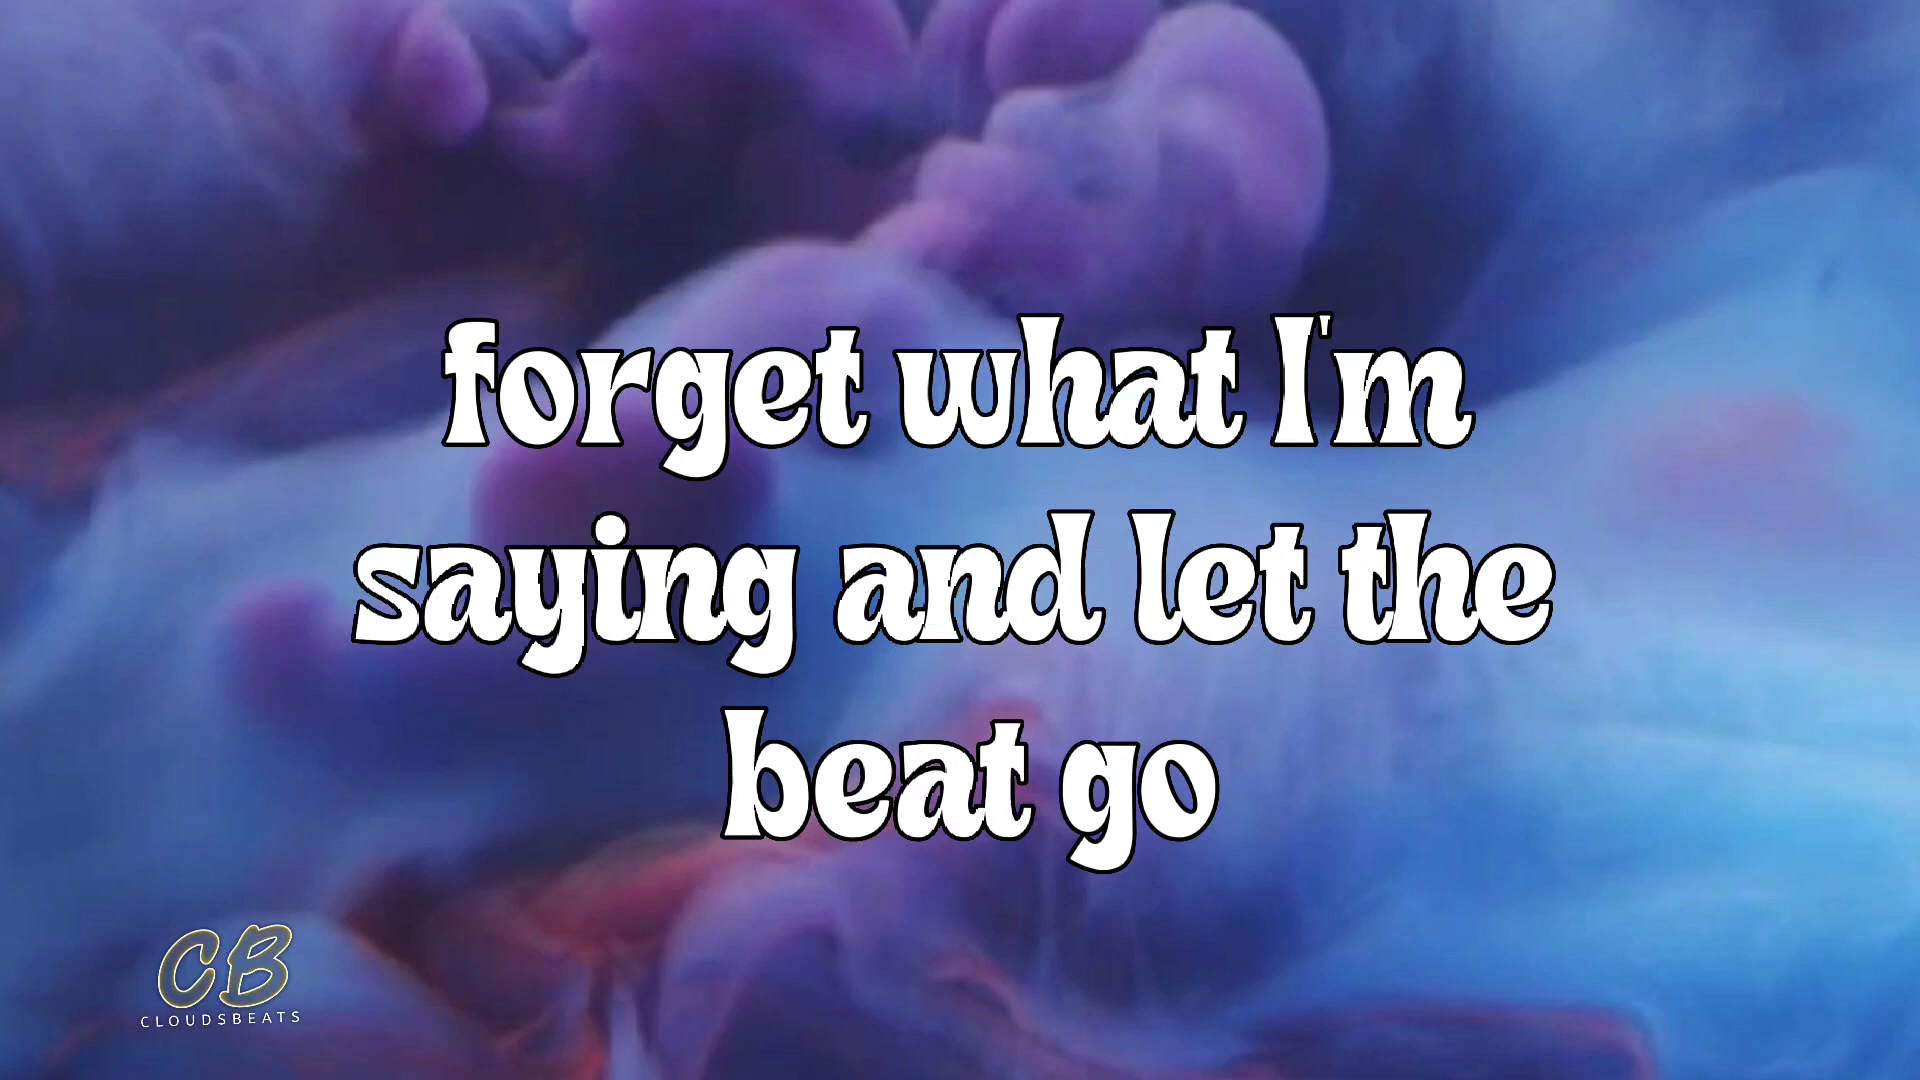 forget what I'm
saying and let the
beat go
CB
CLOUDSBEATS